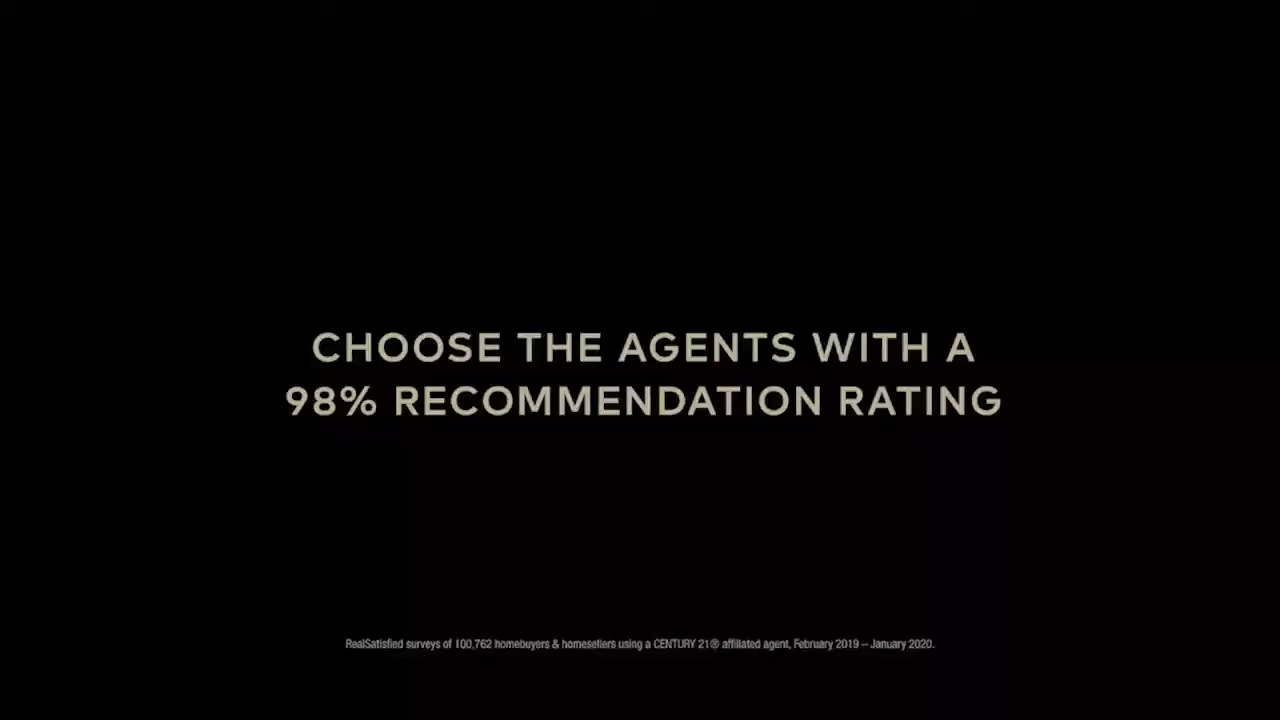 CHOOSE THE AGENTS WITH A
98% RECOMMENDATION RATING
RealSatisfied surveys of 100,762 homebuyers & homesellers using a CENTURY 21® affiliated agent, February 2019 – January 2020.